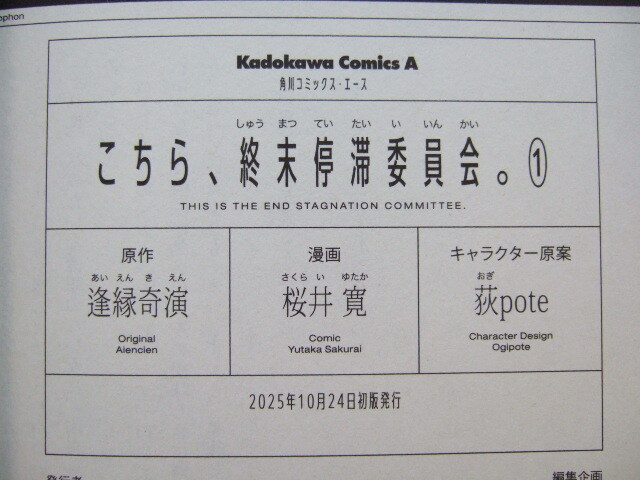 ophon
Kadokawa Comics A
角川コミックス・エース
しゅう まつ てい たい い いん かい
こちら、終末停滞委員会。①
THIS IS THE END STAGNATION COMMITTEE.
原作
あい えん き えん
逢縁奇演
Original
Aiencien
漫画
さくら い ゆたか
桜井 寛
Comic
Yutaka Sakurai
キャラクター原案
おぎ
荻pote
Character Design
Ogipote
2025年10月24日初版発行
発行者
編集企画